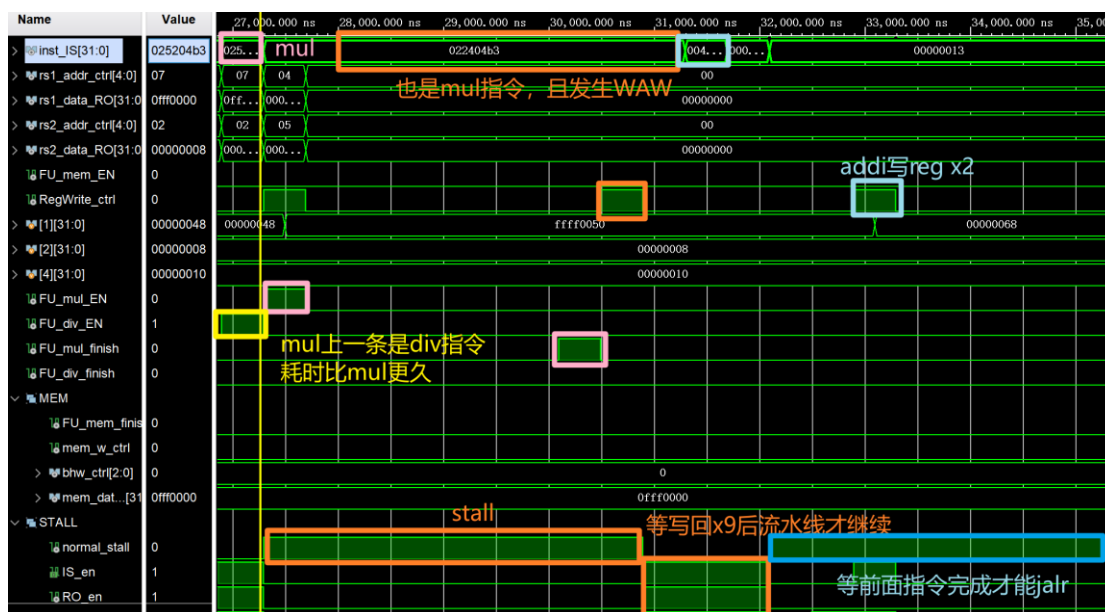 Name Value
27,000.000 ns 28,000.000 ns 29,000.000 ns 30,000.000 ns 31,000.000 ns 32,000.000 ns 33,000.000 ns 34,000.000 ns 35,0
inst_IS[31:0] 025204b3 025... mul 022404b3 004... 000... 00000013
rs1_addr_ctrl[4:0] 07 07 04 00
也是mul指令，且发生WAW
rs1_data_RO[31:0 0fff0000 0ff... 000... 00000000
rs2_addr_ctrl[4:0] 02 02 05 00
rs2_data_RO[31:0 00000008 000... 000... 00000000
FU_mem_EN 0
addi写reg x2
RegWrite_ctrl 0
[1][31:0] 00000048 00000048 ffff0050 00000068
[2][31:0] 00000008 00000008
[4][31:0] 00000010 00000010
FU_mul_EN 0
FU_div_EN 1
FU_mul_finish 0
mul上一条是div指令
耗时比mul更久
FU_div_finish 0
MEM
FU_mem_finis 0
mem_w_ctrl 0
bhw_ctrl[2:0] 0 0
mem_dat...[31 0fff0000 0fff0000
STALL
stall
等写回x9后流水线才继续
normal_stall 0
IS_en 1
等前面指令完成才能jalr
RO_en 1